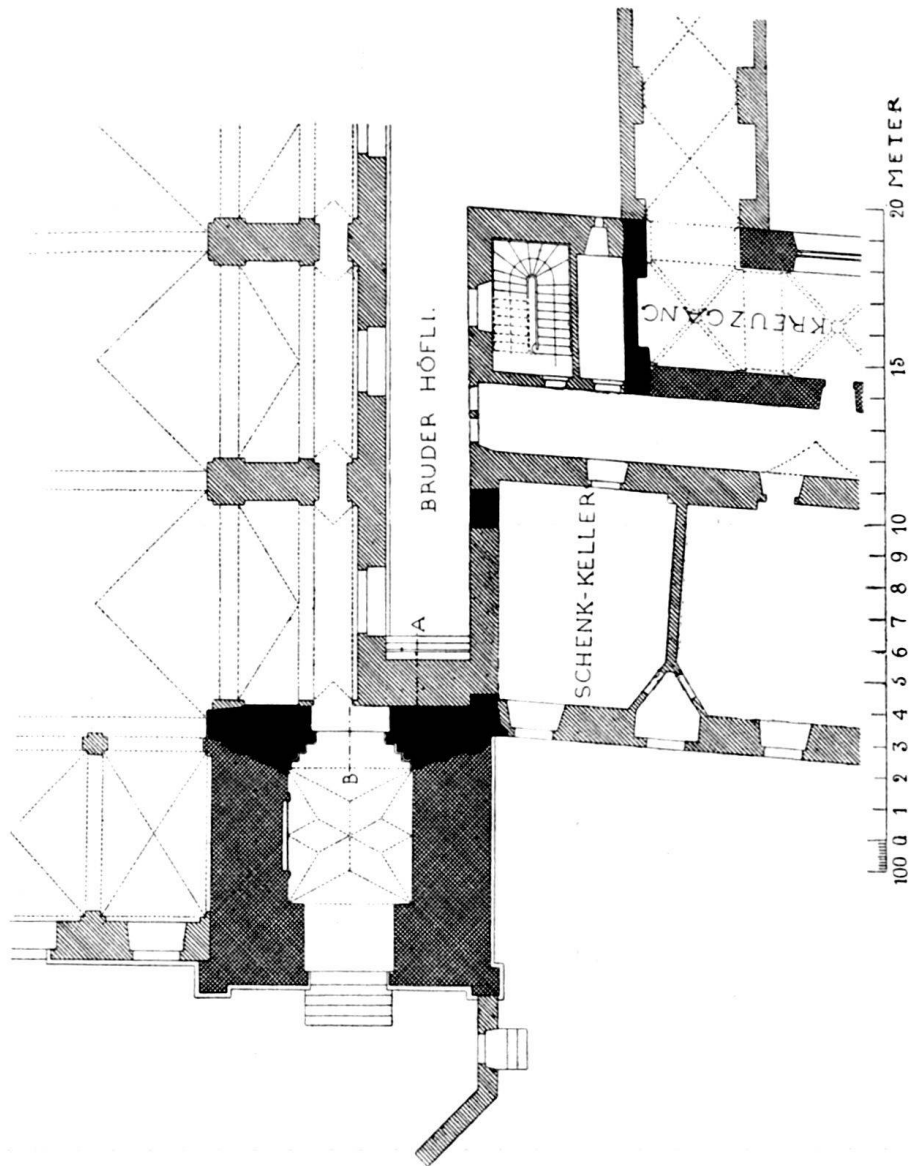 BRUDER HÖFLI.
KREUZGANG
SCHENK-KELLER
A
B
100 0 1 2 3 4 5 6 7 8 9 10 15 20 METER